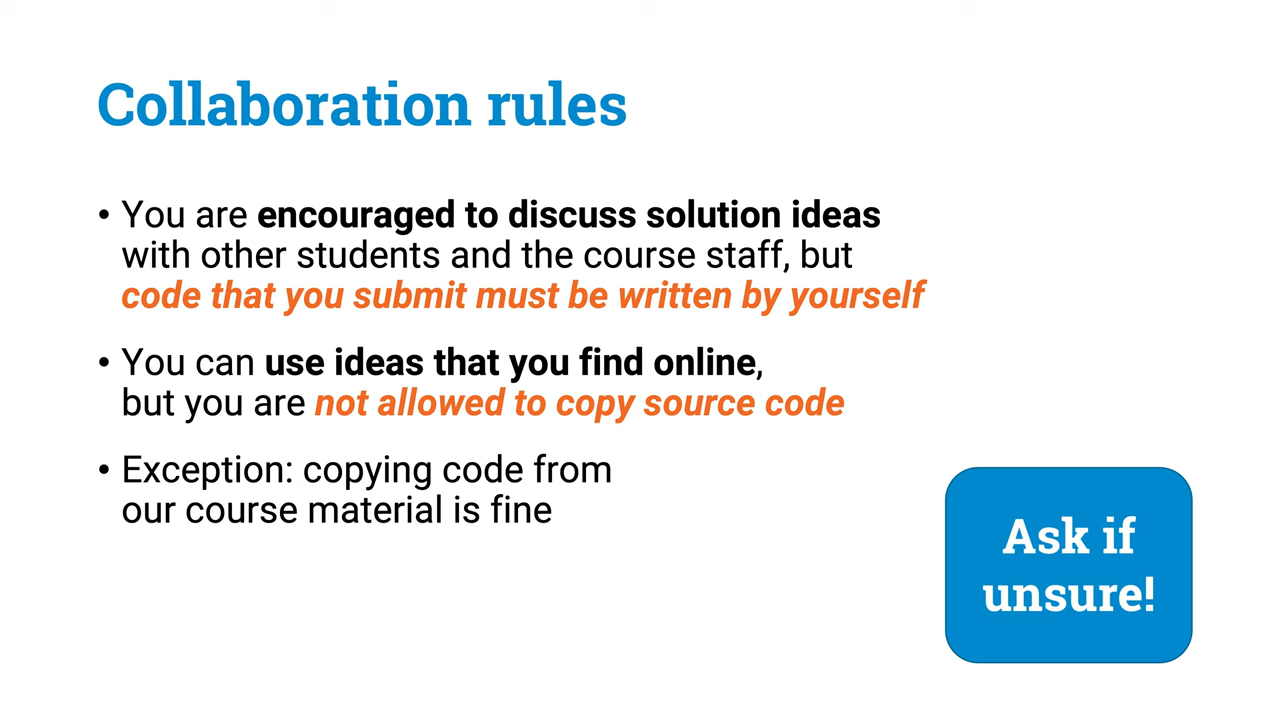 Collaboration rules
• You are encouraged to discuss solution ideas
with other students and the course staff, but
code that you submit must be written by yourself
• You can use ideas that you find online,
but you are not allowed to copy source code
• Exception: copying code from
our course material is fine
Ask if
unsure!